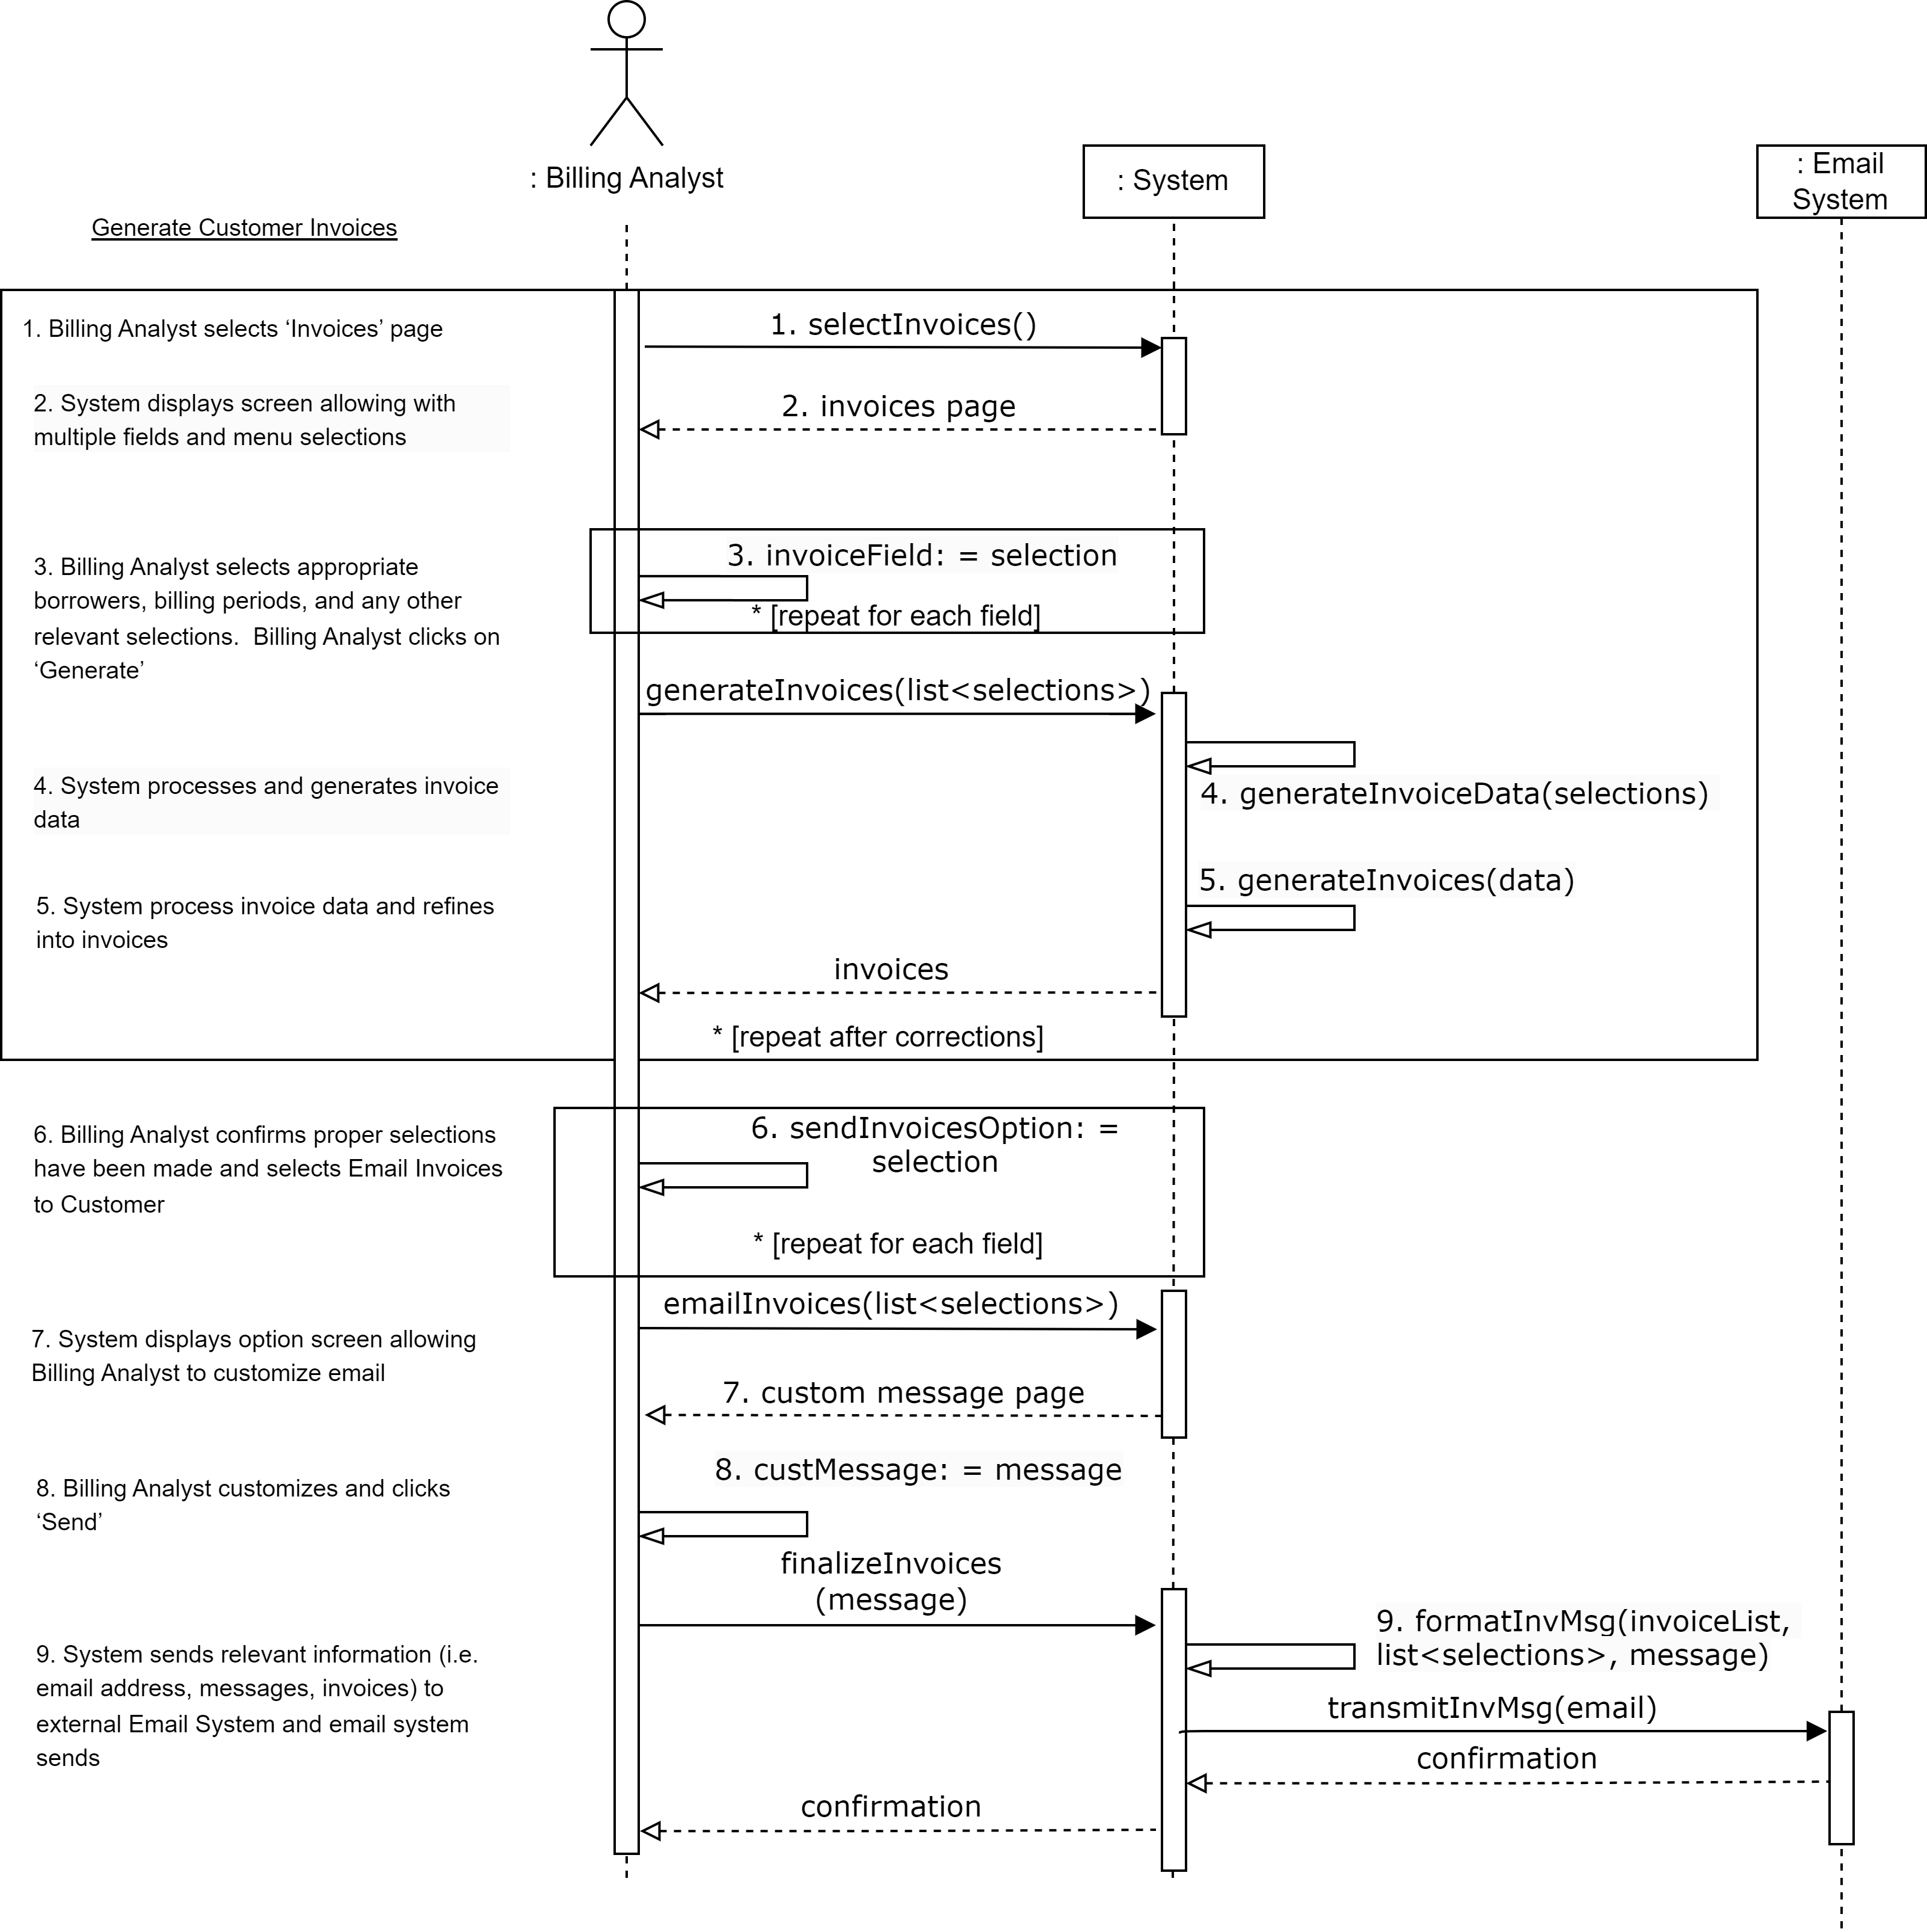 : Billing Analyst
: System
: Email
System
Generate Customer Invoices
1. Billing Analyst selects ‘Invoices’ page
1. selectInvoices()
2. System displays screen allowing with
multiple fields and menu selections
2. invoices page
3. Billing Analyst selects appropriate
borrowers, billing periods, and any other
relevant selections.  Billing Analyst clicks on
‘Generate’
3. invoiceField: = selection
* [repeat for each field]
generateInvoices(list<selections>)
4. System processes and generates invoice
data
4. generateInvoiceData(selections)
5. System process invoice data and refines
into invoices
5. generateInvoices(data)
invoices
* [repeat after corrections]
6. Billing Analyst confirms proper selections
have been made and selects Email Invoices
to Customer
6. sendInvoicesOption: =
selection
* [repeat for each field]
emailInvoices(list<selections>)
7. System displays option screen allowing
Billing Analyst to customize email
7. custom message page
8. Billing Analyst customizes and clicks
‘Send’
8. custMessage: = message
finalizeInvoices
(message)
9. System sends relevant information (i.e.
email address, messages, invoices) to
external Email System and email system
sends
9. formatInvMsg(invoiceList,
list<selections>, message)
transmitInvMsg(email)
confirmation
confirmation